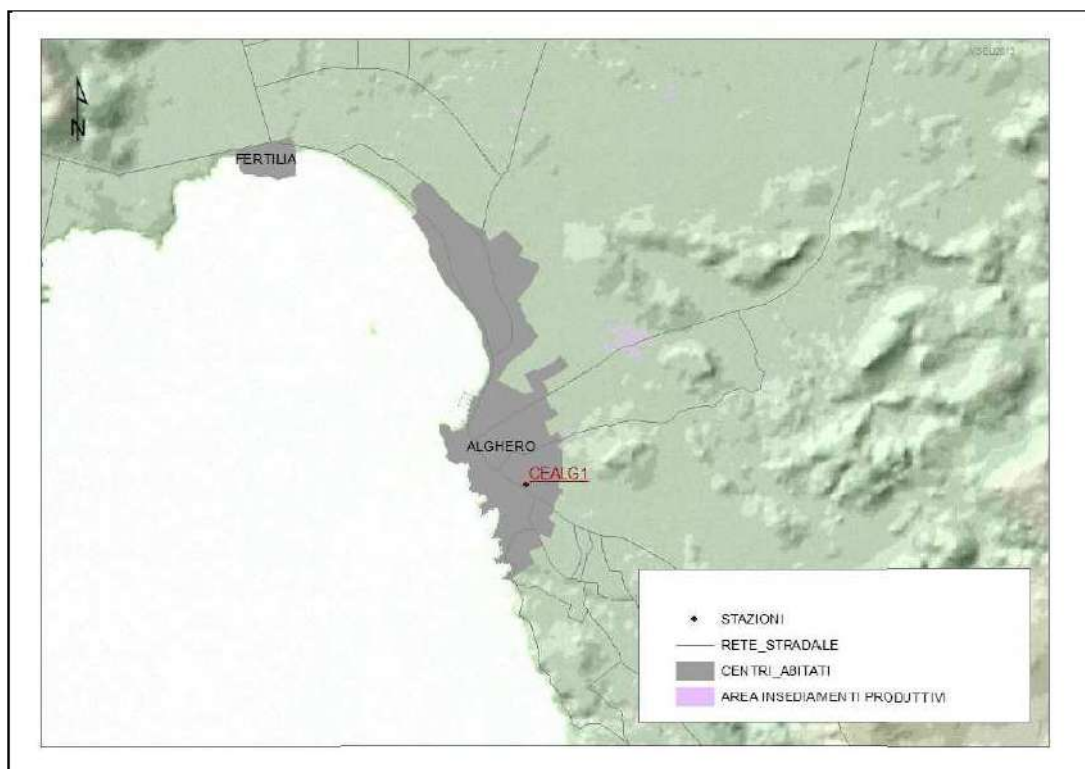 N
FERTILIA
ALGHERO
CEALG1
STAZIONI
RETE_STRADALE
CENTRI_ABITATI
AREA INSEDIAMENTI PRODUTTIVI